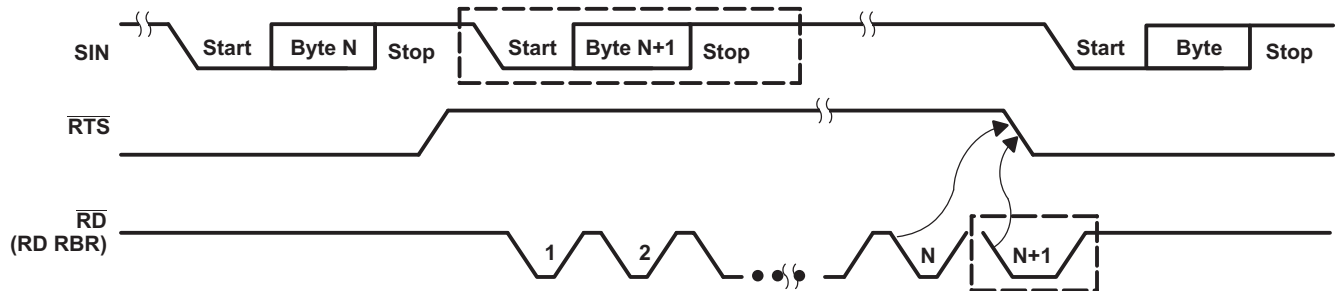 SIN
Start
Byte N
Stop
Start
Byte N+1
Stop
Start
Byte
Stop
RTS
RD
(RD RBR)
1
2
N
N+1